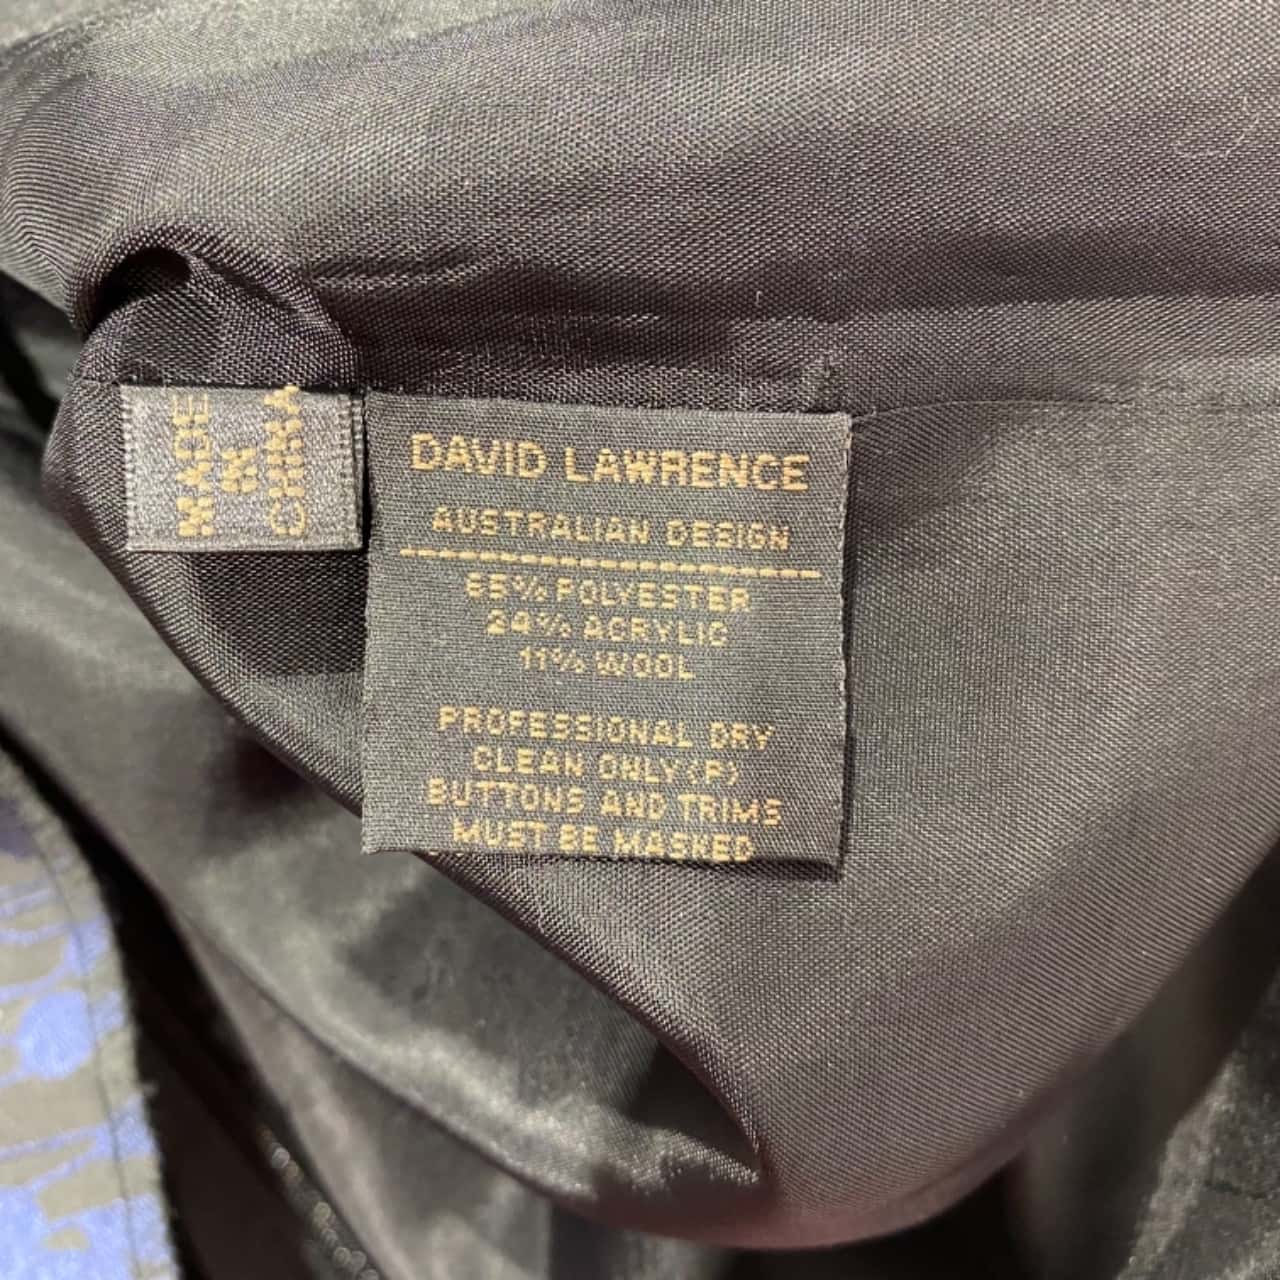 MADE
IN
CHINA
DAVID LAWRENCE
AUSTRALIAN DESIGN
65% POLYESTER
24% ACRYLIC
11% WOOL
PROFESSIONAL DRY
CLEAN ONLY (P)
BUTTONS AND TRIMS
MUST BE MASKED